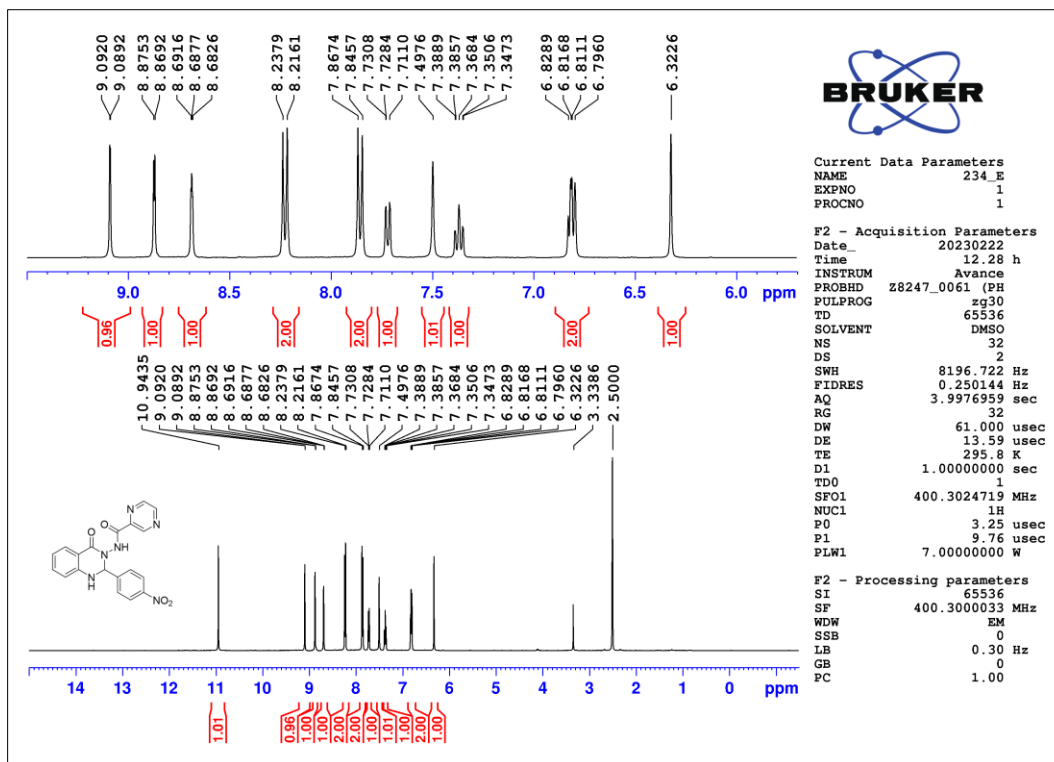 9.0920
9.0892
8.8753
8.8692
8.6916
8.6877
8.6826
8.2379
8.2161
7.8674
7.8457
7.7308
7.7284
7.7110
7.4976
7.3889
7.3857
7.3684
7.3506
7.3473
6.8289
6.8168
6.8111
6.7960
6.3226
9.0 8.5 8.0 7.5 7.0 6.5 6.0 ppm
0.96 1.00 1.00 2.00 2.00 1.00 1.01 1.00 2.00 1.00
10.9435
9.0920
9.0892
8.8753
8.8692
8.6916
8.6877
8.6826
8.2379
8.2161
7.8674
7.8457
7.7308
7.7284
7.7110
7.4976
7.3889
7.3857
7.3684
7.3506
7.3473
6.8289
6.8168
6.8111
6.7960
6.3226
3.3386
2.5000
N
O
N
O
NH
N
N
H
NO2
14 13 12 11 10 9 8 7 6 5 4 3 2 1 0 ppm
1.01 0.96 1.00 1.00 2.00 2.00 1.00 1.01 1.00 2.00 1.00
BRUKER
Current Data Parameters
NAME 234_E
EXPNO 1
PROCNO 1
F2 - Acquisition Parameters
Date_ 20230222
Time 12.28 h
INSTRUM Avance
PROBHD Z8247_0061 (PH
PULPROG zg30
TD 65536
SOLVENT DMSO
NS 32
DS 2
SWH 8196.722 Hz
FIDRES 0.250144 Hz
AQ 3.9976959 sec
RG 32
DW 61.000 usec
DE 13.59 usec
TE 295.8 K
D1 1.00000000 sec
TD0 1
SFO1 400.3024719 MHz
NUC1 1H
P0 3.25 usec
P1 9.76 usec
PLW1 7.00000000 W
F2 - Processing parameters
SI 65536
SF 400.3000033 MHz
WDW EM
SSB 0
LB 0.30 Hz
GB 0
PC 1.00